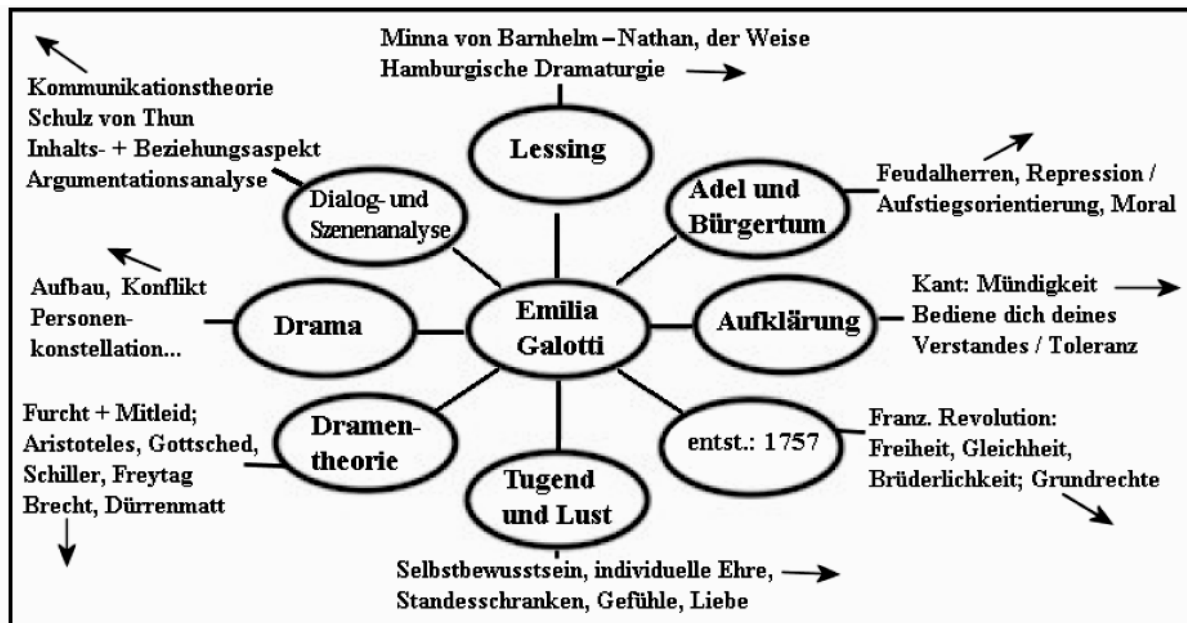 Minna von Barnhelm – Nathan, der Weise
Hamburgische Dramaturgie
Lessing
Kommunikationstheorie
Schulz von Thun
Inhalts- + Beziehungsaspekt
Argumentationsanalyse
Dialog- und
Szenenanalyse
Adel und
Bürgertum
Feudalherren, Repression /
Aufstiegsorientierung, Moral
Aufbau, Konflikt
Personen-
konstellation...
Drama
Emilia
Galotti
Aufklärung
Kant: Mündigkeit
Bediene dich deines
Verstandes / Toleranz
Furcht + Mitleid;
Aristoteles, Gottsched,
Schiller, Freytag
Brecht, Dürrenmatt
Dramen-
theorie
Tugend
und Lust
entst.: 1757
Franz. Revolution:
Freiheit, Gleichheit,
Brüderlichkeit; Grundrechte
Selbstbewusstsein, individuelle Ehre,
Standesschranken, Gefühle, Liebe